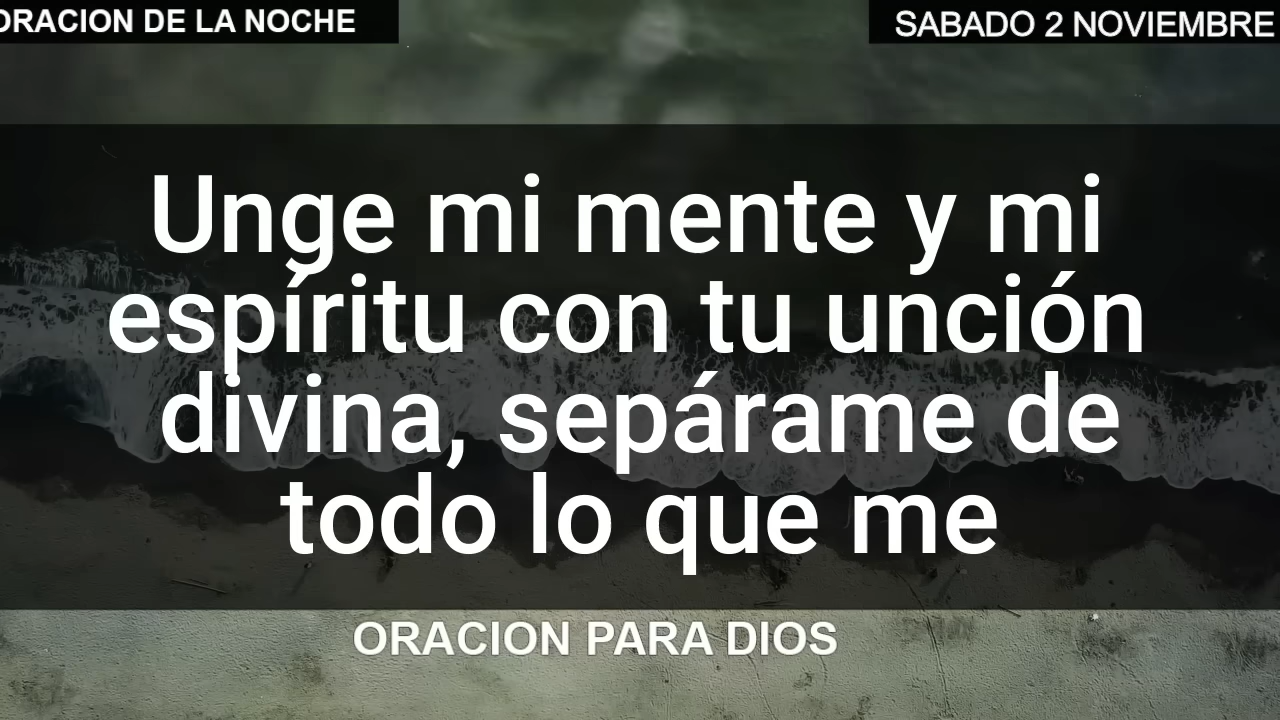 ORACION DE LA NOCHE
SABADO 2 NOVIEMBRE
Unge mi mente y mi
espíritu con tu unción
divina, sepárame de
todo lo que me
ORACION PARA DIOS